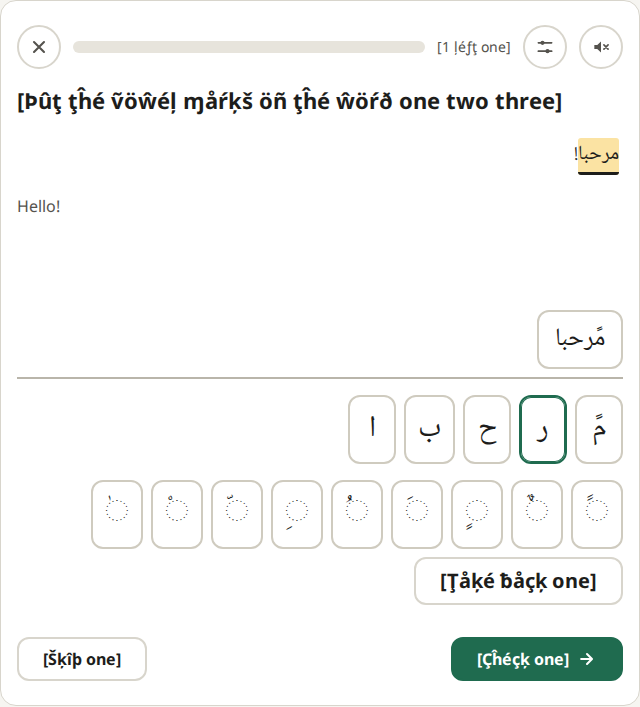 [1 ļéƒţ one]
[Þûţ ţĥé ṽöŵéļ ɱåŕķš öñ ţĥé ŵöŕð one two three]
مرحبا!
Hello!
مًرحبا
مً ر ح ب ا
◌ً ◌ٌ ◌ٍ ◌َ ◌ُ ◌ِ ◌ّ ◌ْ ◌ٰ
[Ţåķé ƀåçķ one]
[Šķîþ one]
[Çĥéçķ one]